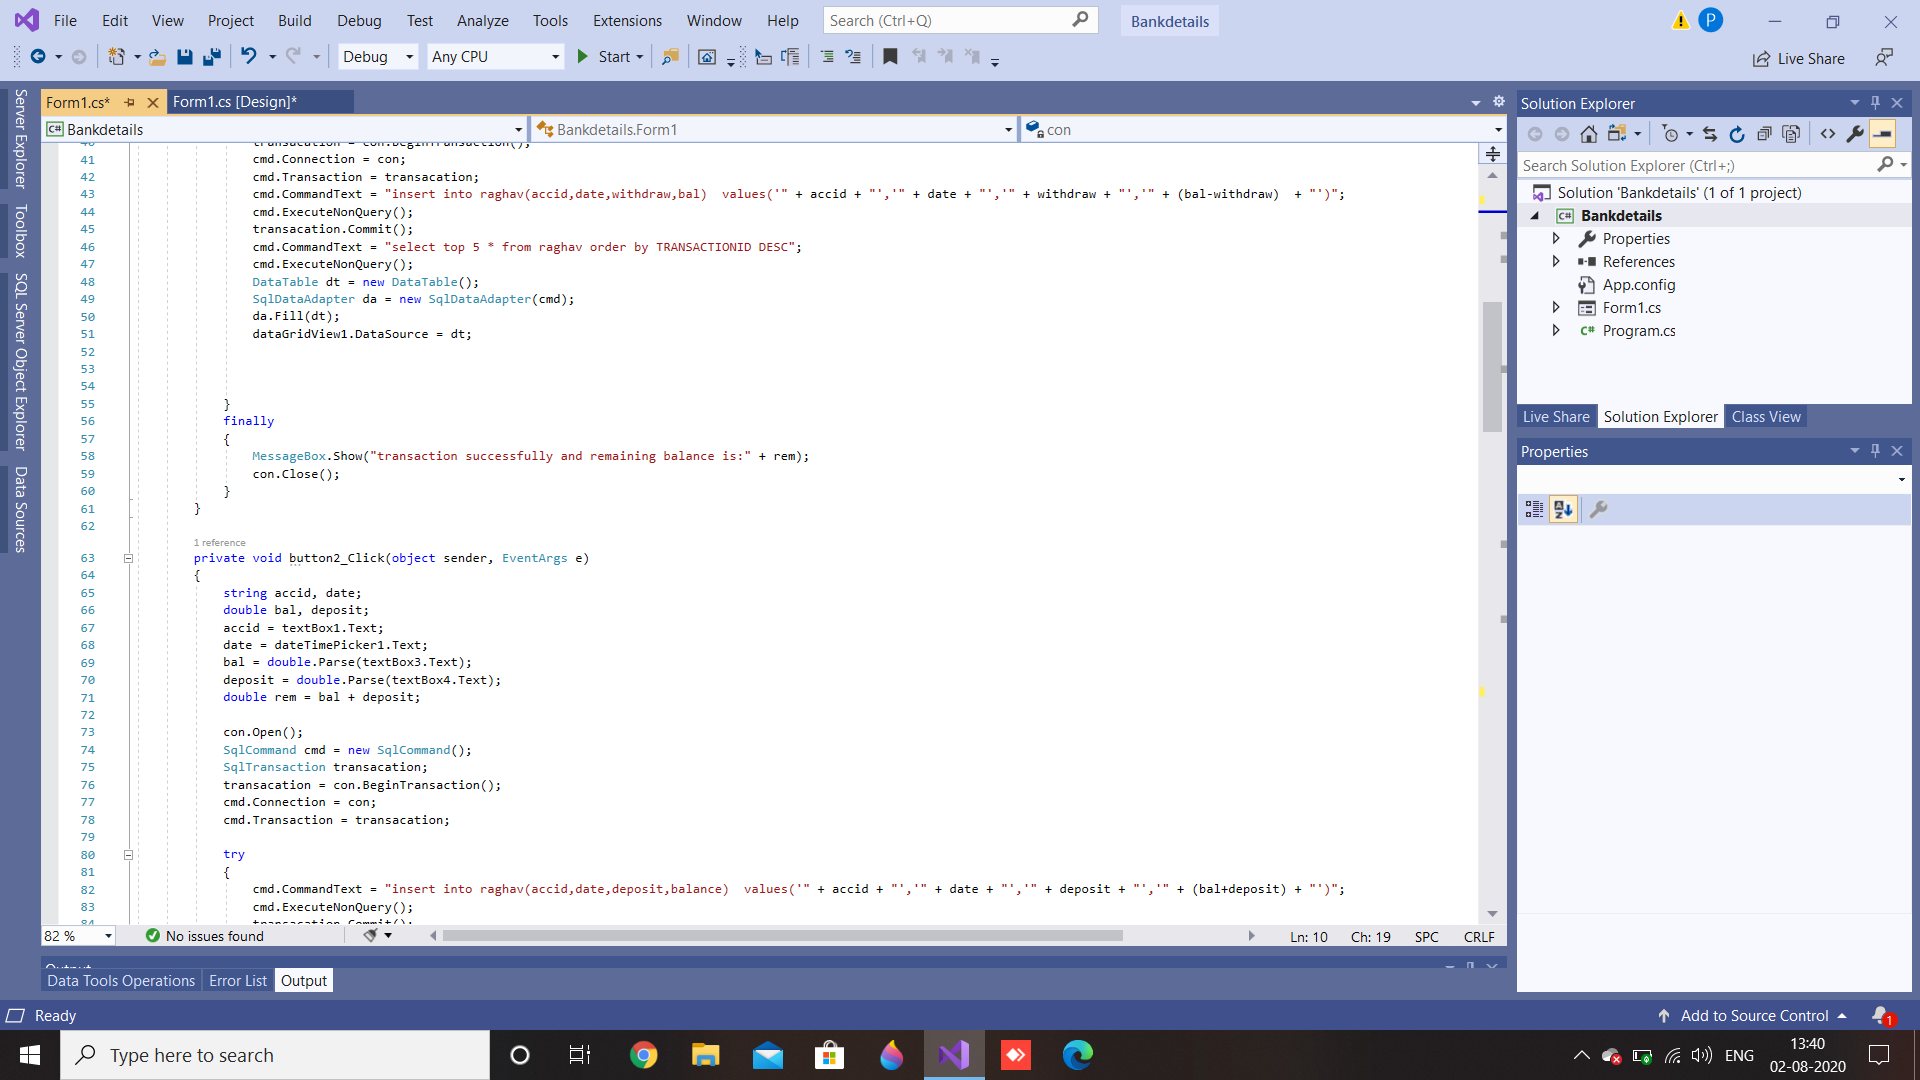 File Edit View Project Build Debug Test Analyze Tools Extensions Window Help Search (Ctrl+Q) Bankdetails P
Debug Any CPU Start Live Share
Server Explorer
Toolbox
SQL Server Object Explorer
Data Sources
Form1.cs* Form1.cs [Design]*
C# Bankdetails Bankdetails.Form1 con
40 transacation = con.BeginTransaction();
41 cmd.Connection = con;
42 cmd.Transaction = transacation;
43 cmd.CommandText = "insert into raghav(accid,date,withdraw,bal)  values('" + accid + "','" + date + "','" + withdraw + "','" + (bal-withdraw)  + "')";
44 cmd.ExecuteNonQuery();
45 transacation.Commit();
46 cmd.CommandText = "select top 5 * from raghav order by TRANSACTIONID DESC";
47 cmd.ExecuteNonQuery();
48 DataTable dt = new DataTable();
49 SqlDataAdapter da = new SqlDataAdapter(cmd);
50 da.Fill(dt);
51 dataGridView1.DataSource = dt;
52
53
54
55 }
56 finally
57 {
58 MessageBox.Show("transaction successfully and remaining balance is:" + rem);
59 con.Close();
60 }
61 }
62
1 reference
63 private void button2_Click(object sender, EventArgs e)
64 {
65 string accid, date;
66 double bal, deposit;
67 accid = textBox1.Text;
68 date = dateTimePicker1.Text;
69 bal = double.Parse(textBox3.Text);
70 deposit = double.Parse(textBox4.Text);
71 double rem = bal + deposit;
72
73 con.Open();
74 SqlCommand cmd = new SqlCommand();
75 SqlTransaction transacation;
76 transacation = con.BeginTransaction();
77 cmd.Connection = con;
78 cmd.Transaction = transacation;
79
80 try
81 {
82 cmd.CommandText = "insert into raghav(accid,date,deposit,balance)  values('" + accid + "','" + date + "','" + deposit + "','" + (bal+deposit) + "')";
83 cmd.ExecuteNonQuery();
84 transacation.Commit();
82 % No issues found Ln: 10 Ch: 19 SPC CRLF
Output
Data Tools Operations Error List Output
Solution Explorer
Search Solution Explorer (Ctrl+;)
Solution 'Bankdetails' (1 of 1 project)
C# Bankdetails
Properties
References
App.config
Form1.cs
C# Program.cs
Live Share Solution Explorer Class View
Properties
Ready Add to Source Control 1
Type here to search ENG 13:40
02-08-2020